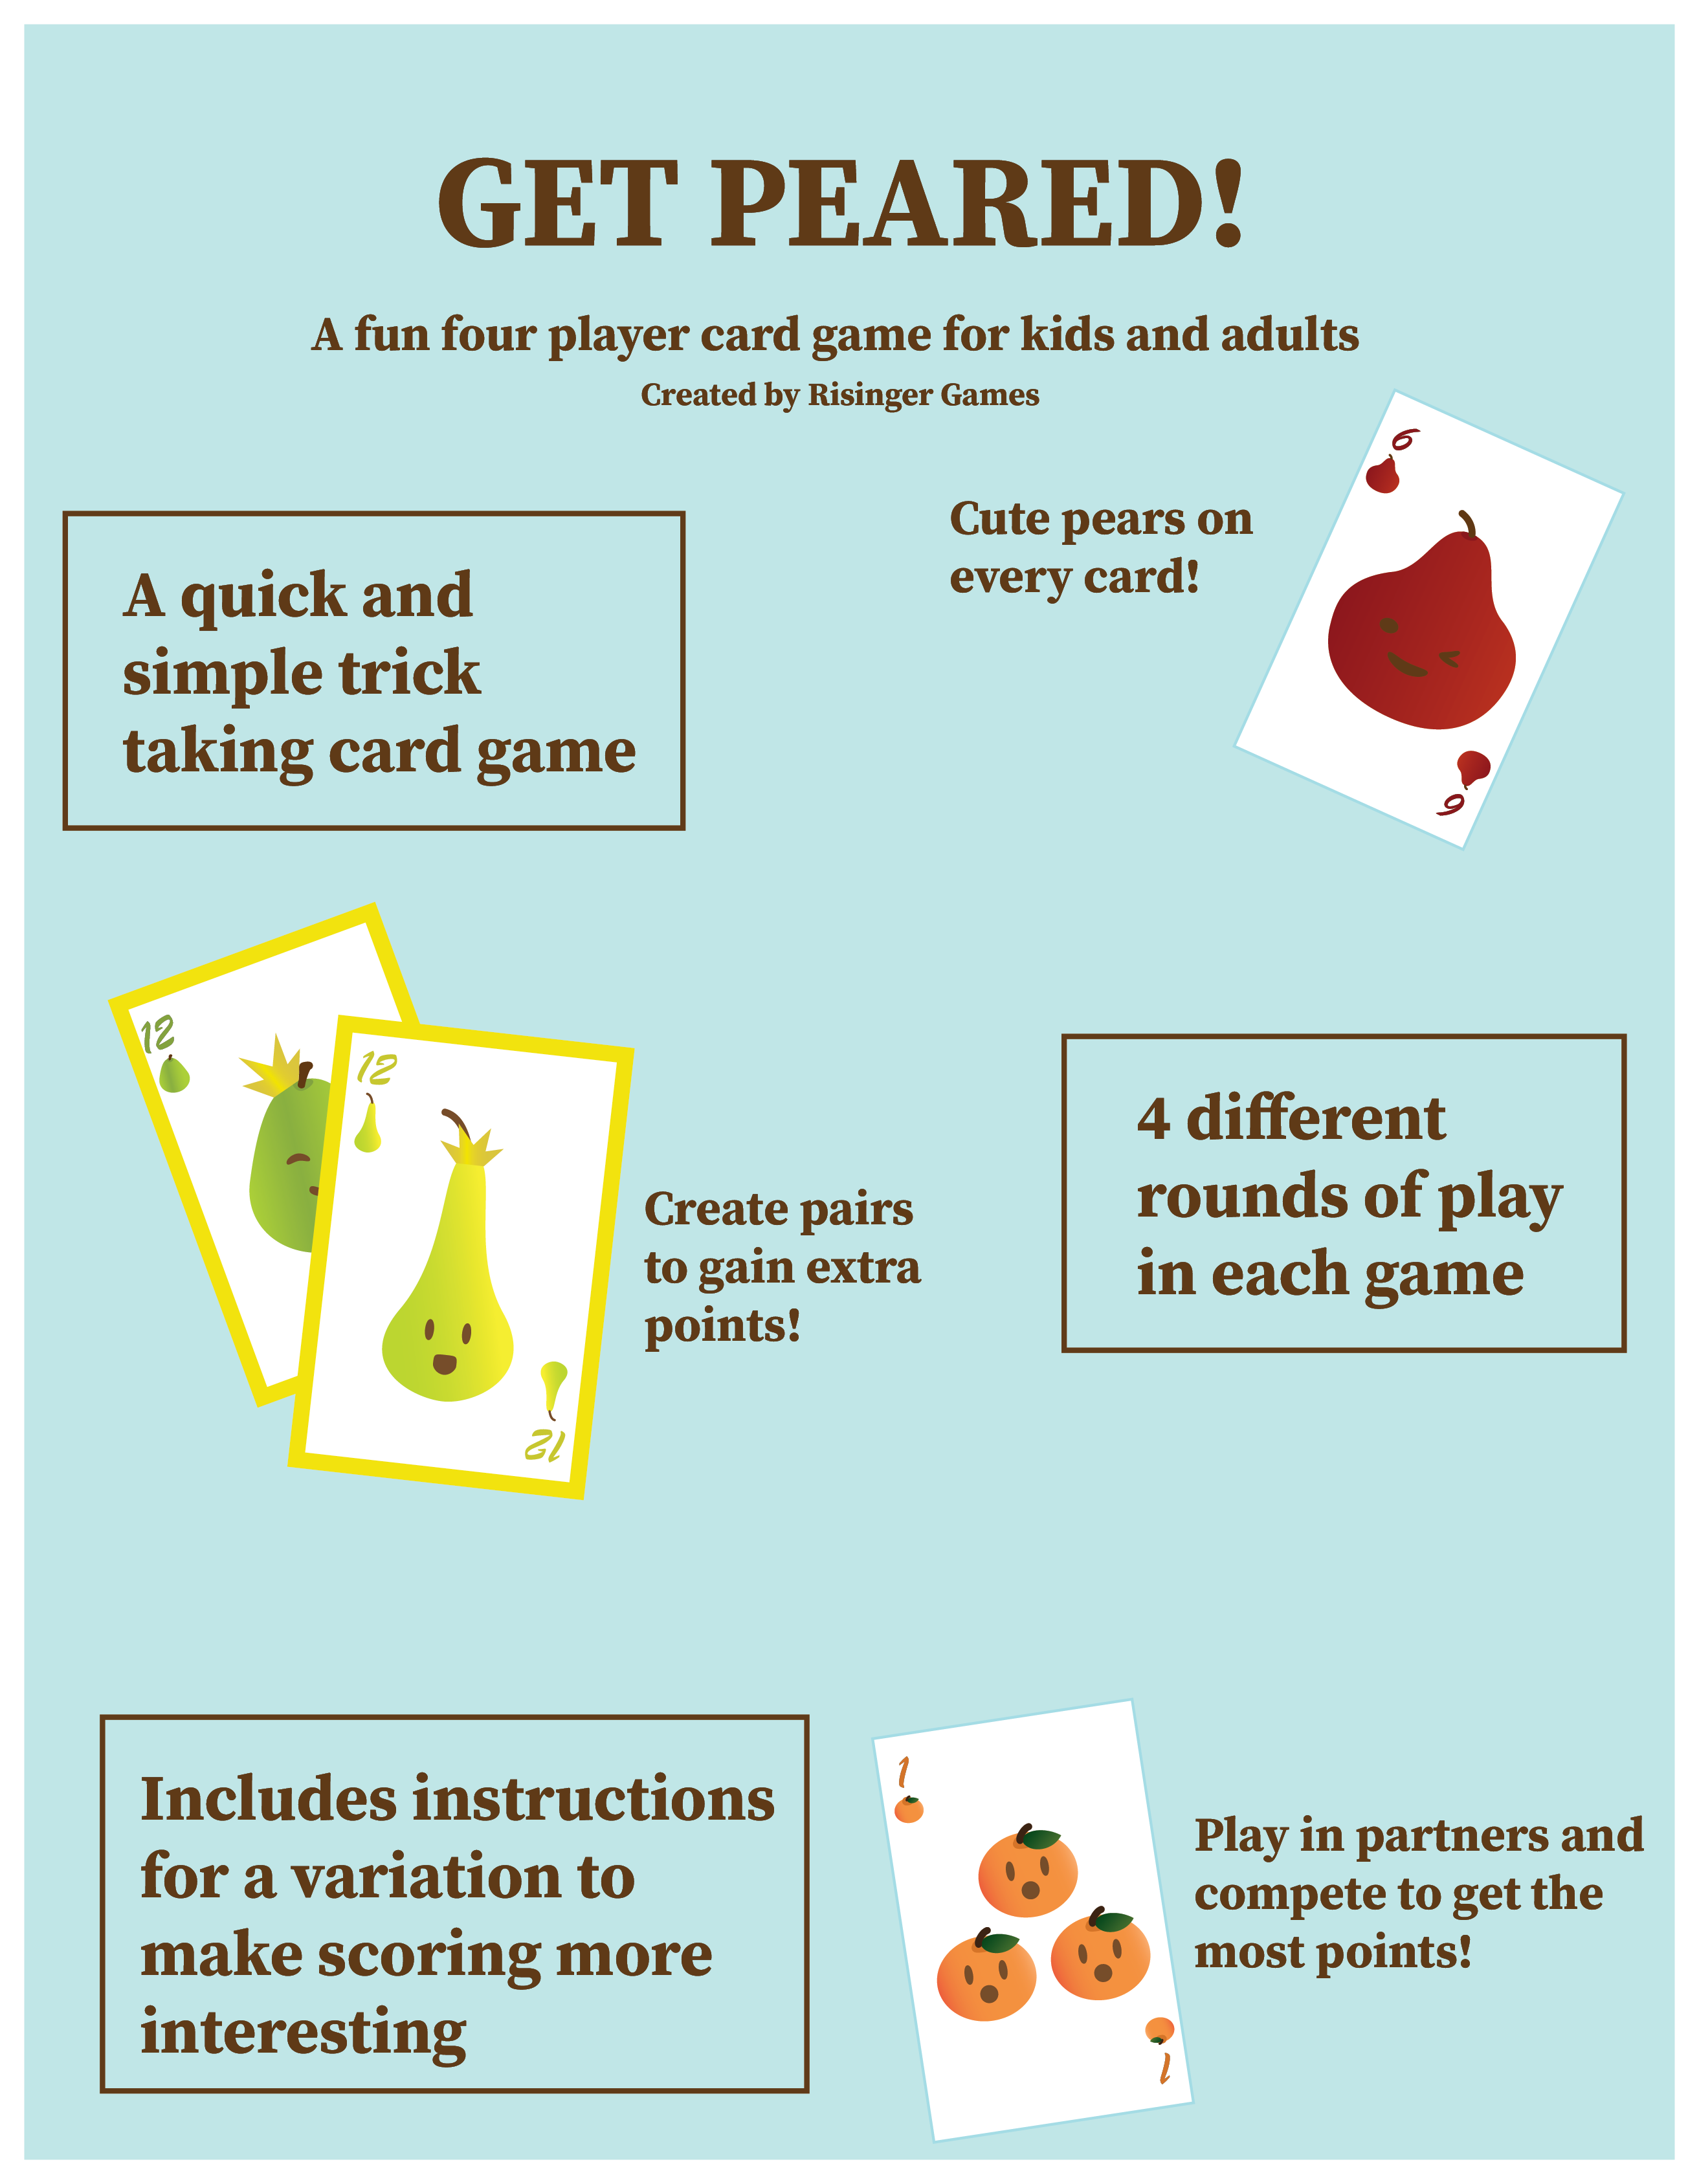 GET PEARED!
A fun four player card game for kids and adults
Created by Risinger Games
A quick and
simple trick
taking card game
Cute pears on
every card!
6
6
12
12
12
Create pairs
to gain extra
points!
4 different
rounds of play
in each game
Includes instructions
for a variation to
make scoring more
interesting
1
1
Play in partners and
compete to get the
most points!